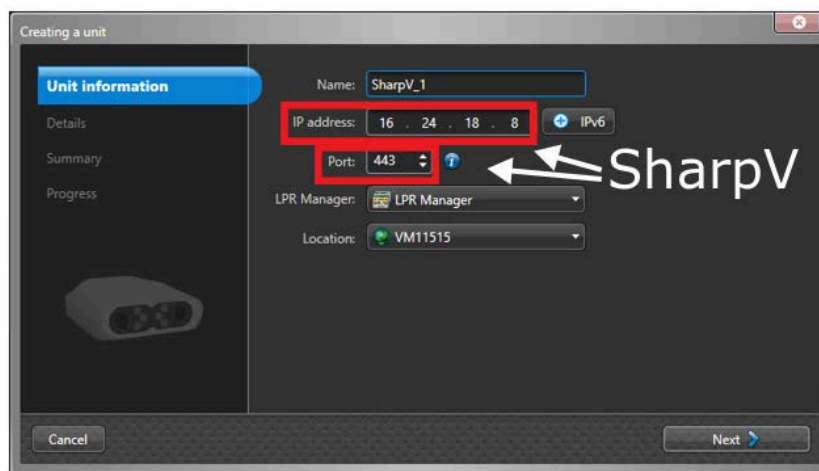 Creating a unit
Unit information
Details
Summary
Progress
Name: SharpV_1
IP address: 16 . 24 . 18 . 8 IPv6
Port: 443
SharpV
LPR Manager: LPR Manager
Location: VM11515
Cancel
Next